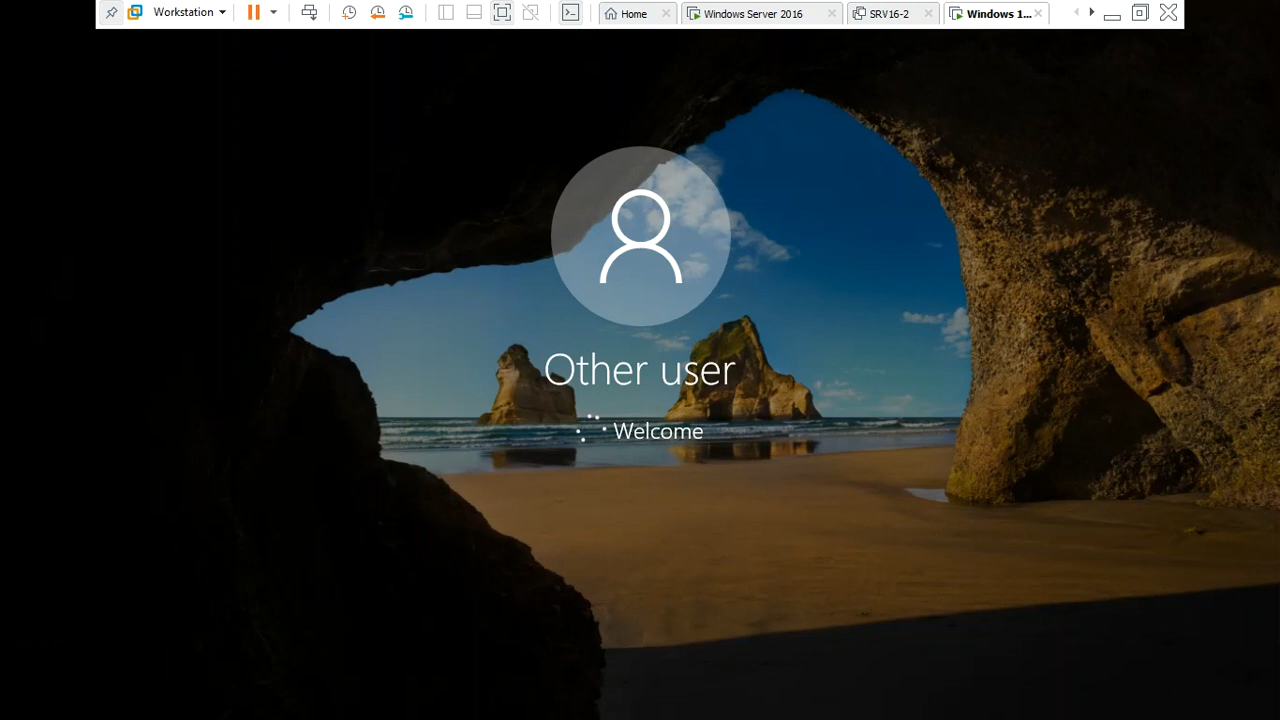 Workstation
Home
Windows Server 2016
SRV16-2
Windows 1...
Other user
Welcome